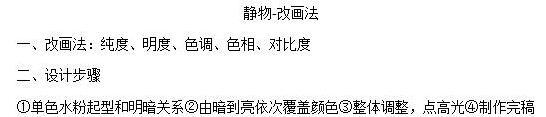 静物-改画法
一、改画法：纯度、明度、色调、色相、对比度
二、设计步骤
①单色水粉起型和明暗关系②由暗到亮依次覆盖颜色③整体调整，点高光④制作完稿